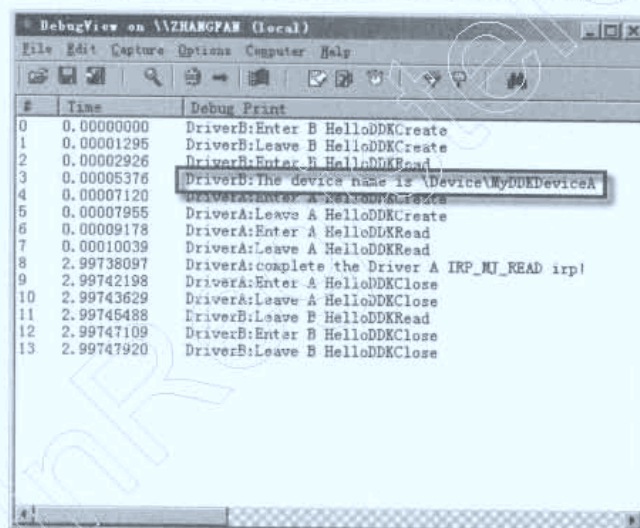 DebugView on \\ZHANGFAN (local)
File Edit Capture Options Computer Help
# Time Debug Print
0 0.00000000 DriverB:Enter B HelloDDKCreate
1 0.00001295 DriverB:Leave B HelloDDKCreate
2 0.00002926 DriverB:Enter B HelloDDKRead
3 0.00005376 DriverB:The device name is \Device\MyDDKDeviceA
4 0.00007120 DriverA:Enter A HelloDDKCreate
5 0.00007955 DriverA:Leave A HelloDDKCreate
6 0.00009178 DriverA:Enter A HelloDDKRead
7 0.00010039 DriverA:Leave A HelloDDKRead
8 2.99738097 DriverA:complete the Driver A IRP_MJ_READ irp!
9 2.99742198 DriverA:Enter A HelloDDKClose
10 2.99743629 DriverA:Leave A HelloDDKClose
11 2.99745488 DriverB:Leave B HelloDDKRead
12 2.99747109 DriverB:Enter B HelloDDKClose
13 2.99747920 DriverB:Leave B HelloDDKClose